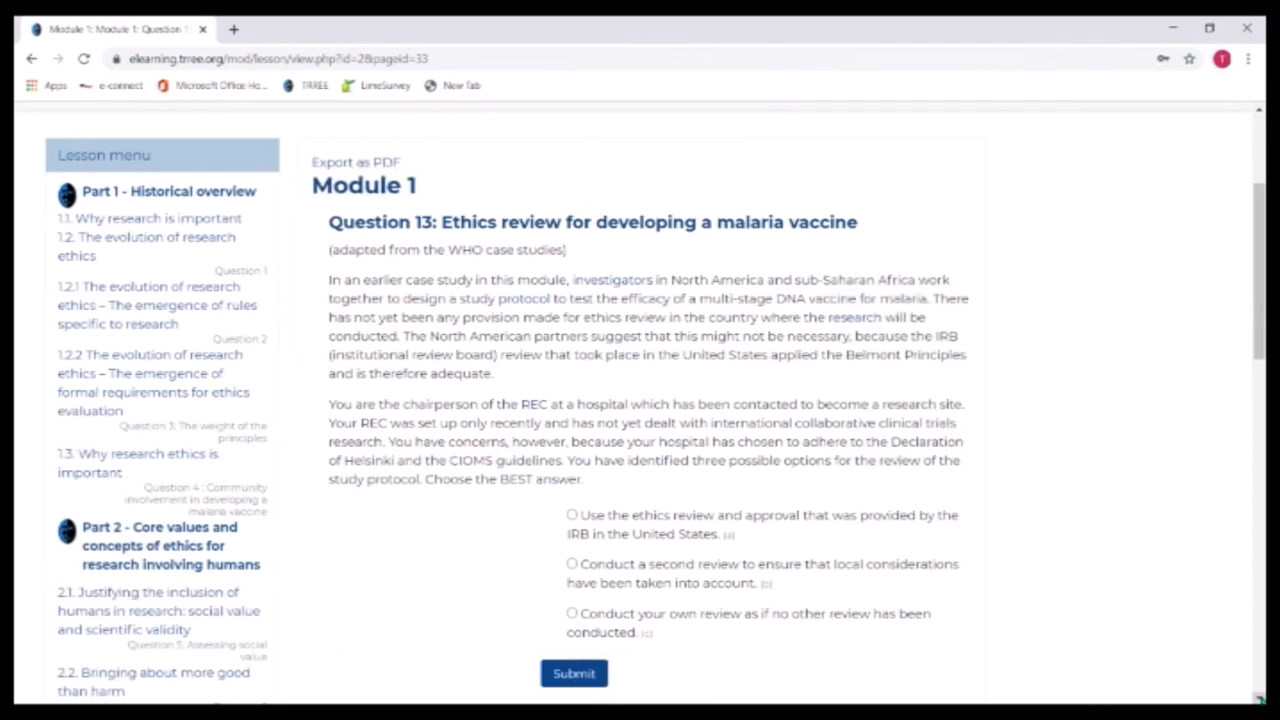 Module 1: Module 1: Question 1
elearning.trree.org/mod/lesson/view.php?id=2&pageid=33
Apps e-connect Microsoft Office Ho... TRREE LimeSurvey New Tab
T
Lesson menu
Part 1 - Historical overview
1.1. Why research is important
1.2. The evolution of research
ethics
Question 1
1.2.1 The evolution of research
ethics – The emergence of rules
specific to research
Question 2
1.2.2 The evolution of research
ethics – The emergence of
formal requirements for ethics
evaluation
Question 3: The weight of the
principles
1.3. Why research ethics is
important
Question 4 : Community
involvement in developing a
malaria vaccine
Part 2 - Core values and
concepts of ethics for
research involving humans
2.1. Justifying the inclusion of
humans in research: social value
and scientific validity
Question 5: Assessing social
value
2.2. Bringing about more good
than harm
Export as PDF
Module 1
Question 13: Ethics review for developing a malaria vaccine
(adapted from the WHO case studies)
In an earlier case study in this module, investigators in North America and sub-Saharan Africa work
together to design a study protocol to test the efficacy of a multi-stage DNA vaccine for malaria. There
has not yet been any provision made for ethics review in the country where the research will be
conducted. The North American partners suggest that this might not be necessary, because the IRB
(institutional review board) review that took place in the United States applied the Belmont Principles
and is therefore adequate.
You are the chairperson of the REC at a hospital which has been contacted to become a research site.
Your REC was set up only recently and has not yet dealt with international collaborative clinical trials
research. You have concerns, however, because your hospital has chosen to adhere to the Declaration
of Helsinki and the CIOMS guidelines. You have identified three possible options for the review of the
study protocol. Choose the BEST answer.
Use the ethics review and approval that was provided by the
IRB in the United States. (a)
Conduct a second review to ensure that local considerations
have been taken into account. (b)
Conduct your own review as if no other review has been
conducted. (c)
Submit